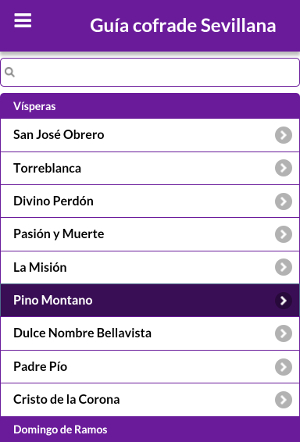 Guía cofrade Sevillana
Vísperas
San José Obrero
Torreblanca
Divino Perdón
Pasión y Muerte
La Misión
Pino Montano
Dulce Nombre Bellavista
Padre Pío
Cristo de la Corona
Domingo de Ramos